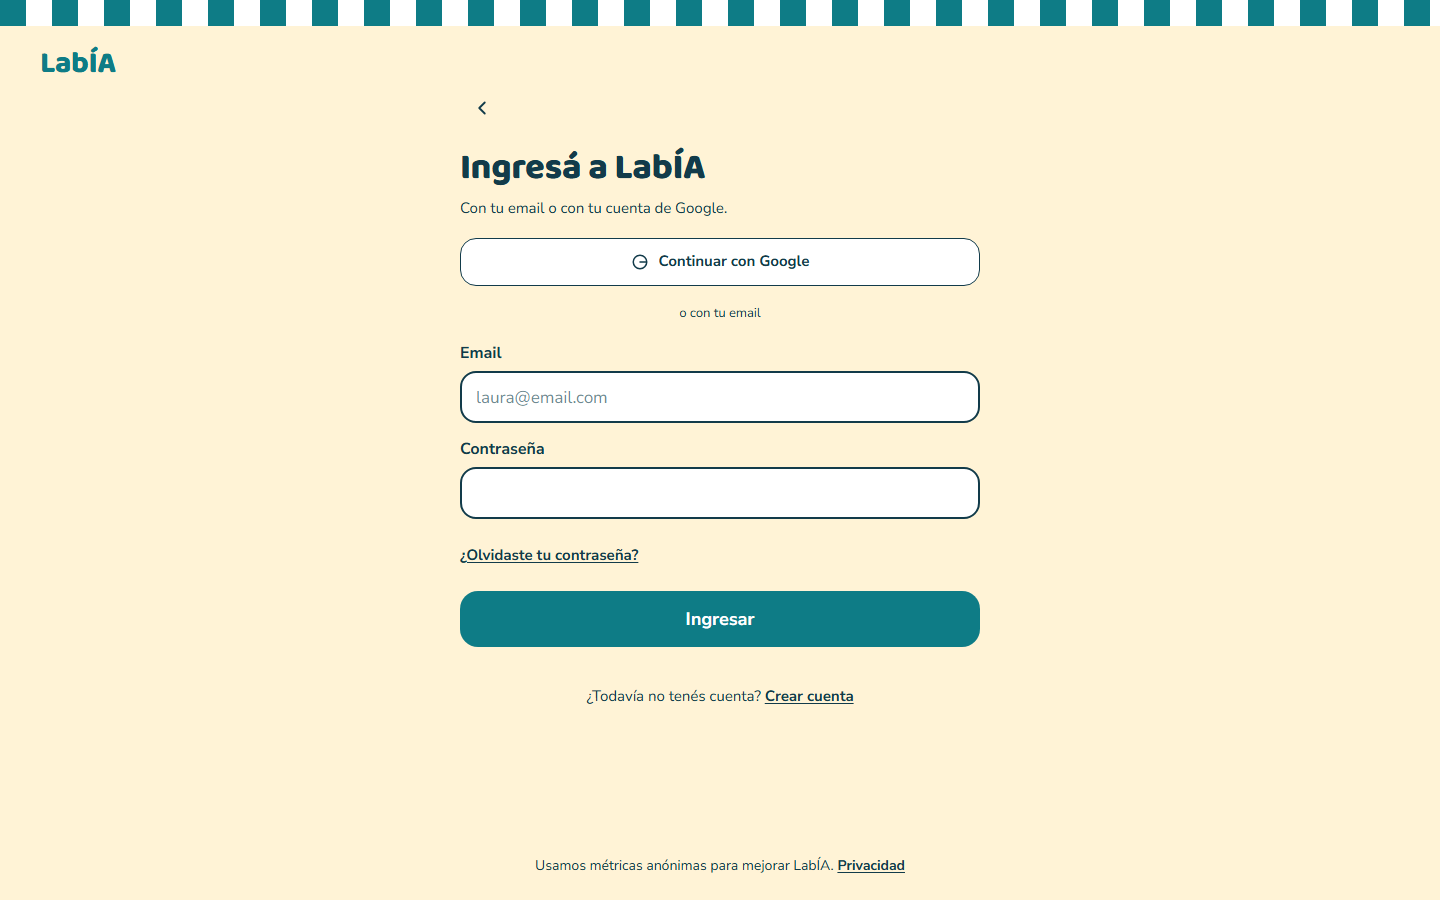 LabÍA
Ingresá a LabÍA
Con tu email o con tu cuenta de Google.
Continuar con Google
o con tu email
Email
laura@email.com
Contraseña
¿Olvidaste tu contraseña?
Ingresar
¿Todavía no tenés cuenta? Crear cuenta
Usamos métricas anónimas para mejorar LabÍA. Privacidad